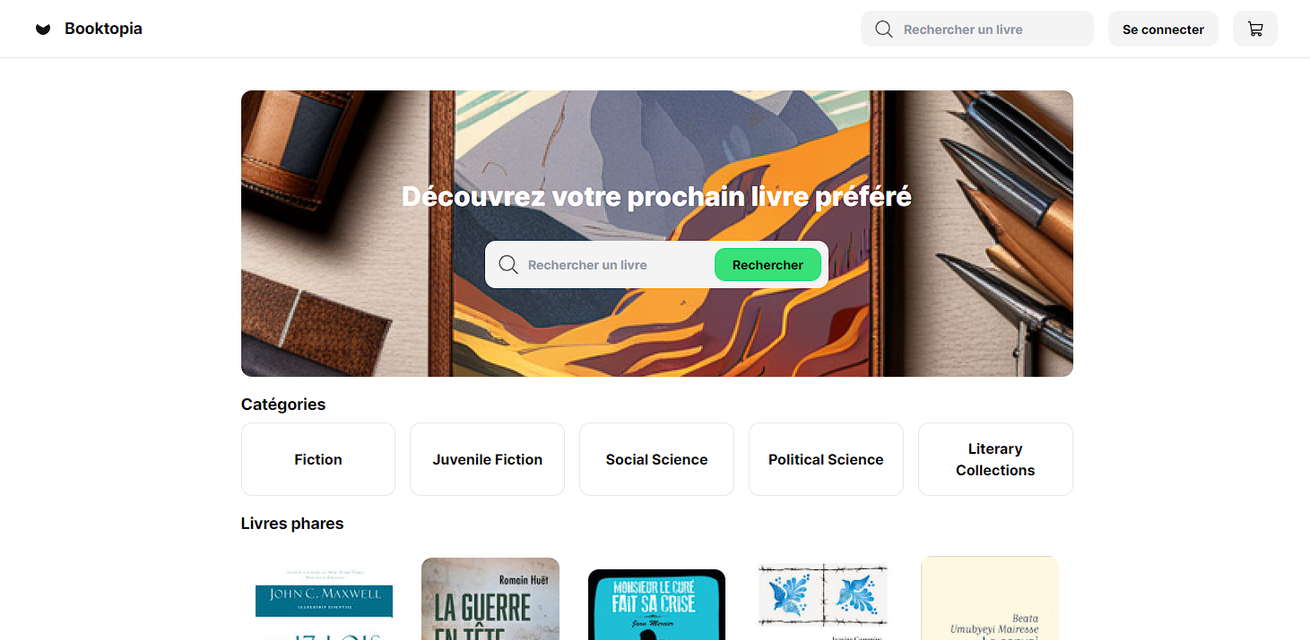 Booktopia
Rechercher un livre
Se connecter
Découvrez votre prochain livre préféré
Rechercher un livre
Rechercher
Catégories
Fiction
Juvenile Fiction
Social Science
Political Science
Literary
Collections
Livres phares
JOHN C. MAXWELL
Romain Huët
LA GUERRE
EN TÊTE
MONSIEUR LE CURÉ
FAIT SA CRISE
Jean Mercier
Beata
Umubyeyi Mairesse